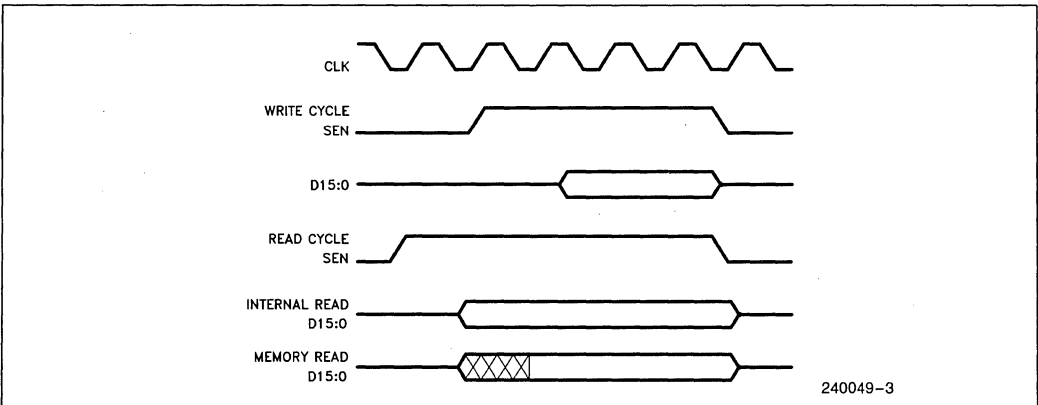 CLK
WRITE CYCLE
SEN
D15:0
READ CYCLE
SEN
INTERNAL READ
D15:0
MEMORY READ
D15:0
240049-3